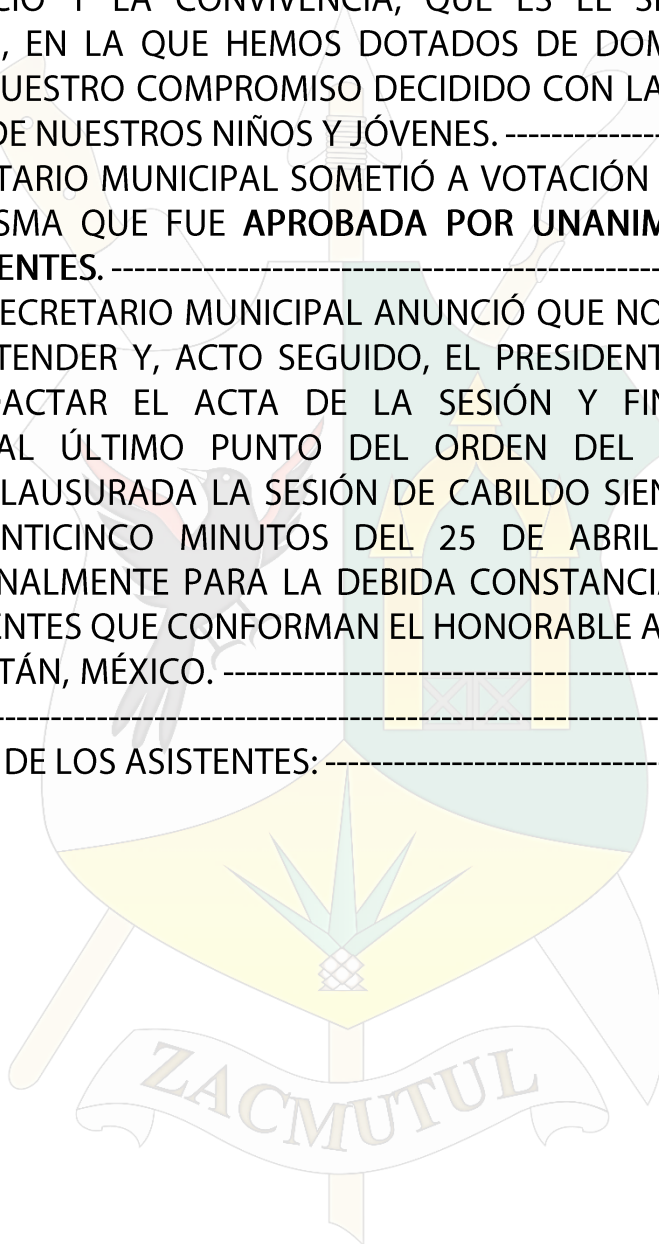 CIO Y LA CONVIVENCIA, QUE ES EL
, EN LA QUE HEMOS DOTADOS DE DOM
UESTRO COMPROMISO DECIDIDO CON LA
DE NUESTROS NIÑOS Y JÓVENES. ----------------
TARIO MUNICIPAL SOMETIÓ A VOTACIÓN
SMA QUE FUE APROBADA POR UNANIM
ENTES. ------------------------------------------------
ECRETARIO MUNICIPAL ANUNCIÓ QUE NO
TENDER Y, ACTO SEGUIDO, EL PRESIDENT
DACTAR EL ACTA DE LA SESIÓN Y FIN
AL ÚLTIMO PUNTO DEL ORDEN DEL
LAUSURADA LA SESIÓN DE CABILDO SIEN
NTICINCO MINUTOS DEL 25 DE ABRIL
NALMENTE PARA LA DEBIDA CONSTANCIA
ENTES QUE CONFORMAN EL HONORABLE A
TÁN, MÉXICO. ---------------------------------------
----------------------------------------------------------
DE LOS ASISTENTES: ------------------------------
ZACMUTUL